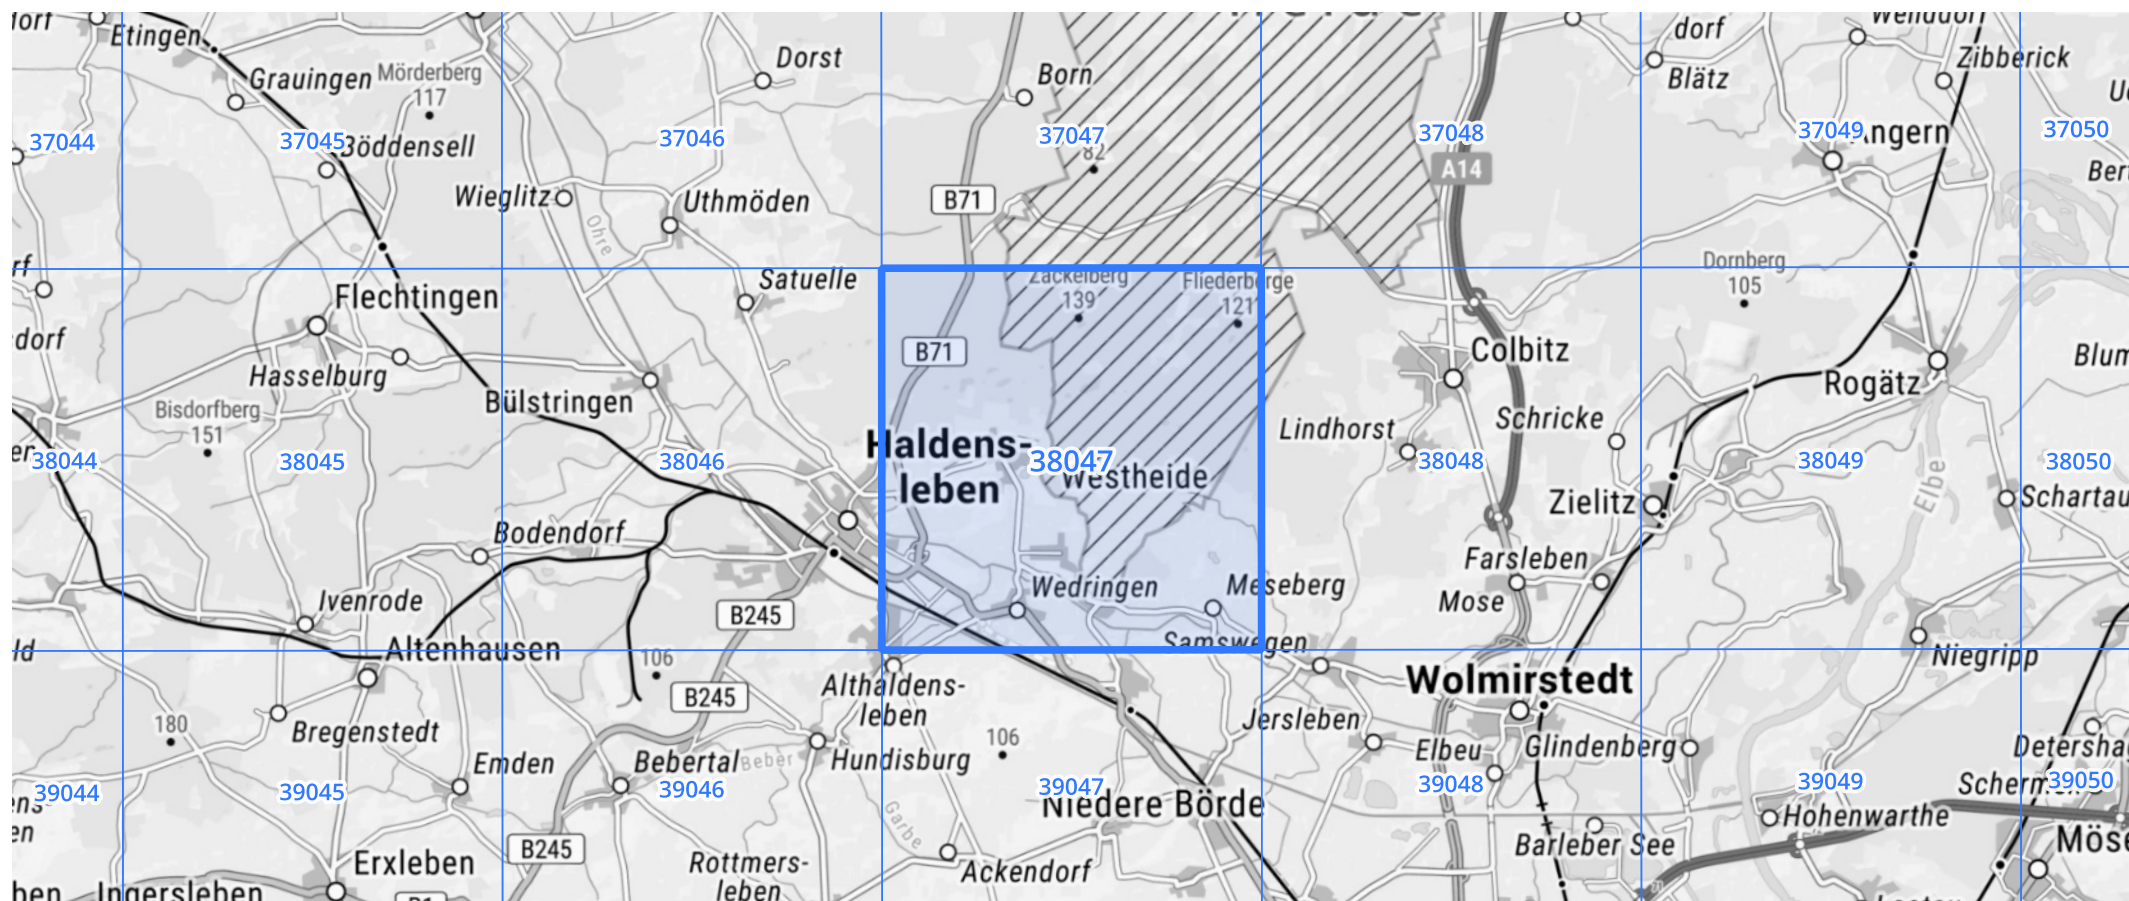 Etingen
Grauingen
Mörderberg
117
Dorst
Born
dorf
Blätz
Zibberick
37044
37045
Böddensell
37046
37047
82
37048
A14
37049
Angern
37050
Wieglitz
Uthmöden
Ohre
B71
Satuelle
Dornberg
105
Flechtingen
Zackelberg
139
Fliederberge
121
B71
Colbitz
dorf
Hasselburg
Bülstringen
Rogätz
Bisdorfberg
151
Lindhorst
Schricke
38044
38045
38046
Haldens-
leben
38047
Westheide
38048
38049
38050
Zielitz
Elbe
Schartau
Bodendorf
Farsleben
Mose
Ivenrode
B245
Wedringen
Meseberg
Samswegen
Altenhausen
106
B245
Althaldens-
leben
Wolmirstedt
Niegripp
180
Bregenstedt
106
Jersleben
Elbeu
Glindenberg
Emden
Bebertal
Beber
Hundisburg
39044
39045
39046
39047
39048
39049
39050
Niedere Börde
Hohenwarthe
Garbe
B245
Erxleben
Rottmers-
leben
Ackendorf
Barleber See
Ingersleben